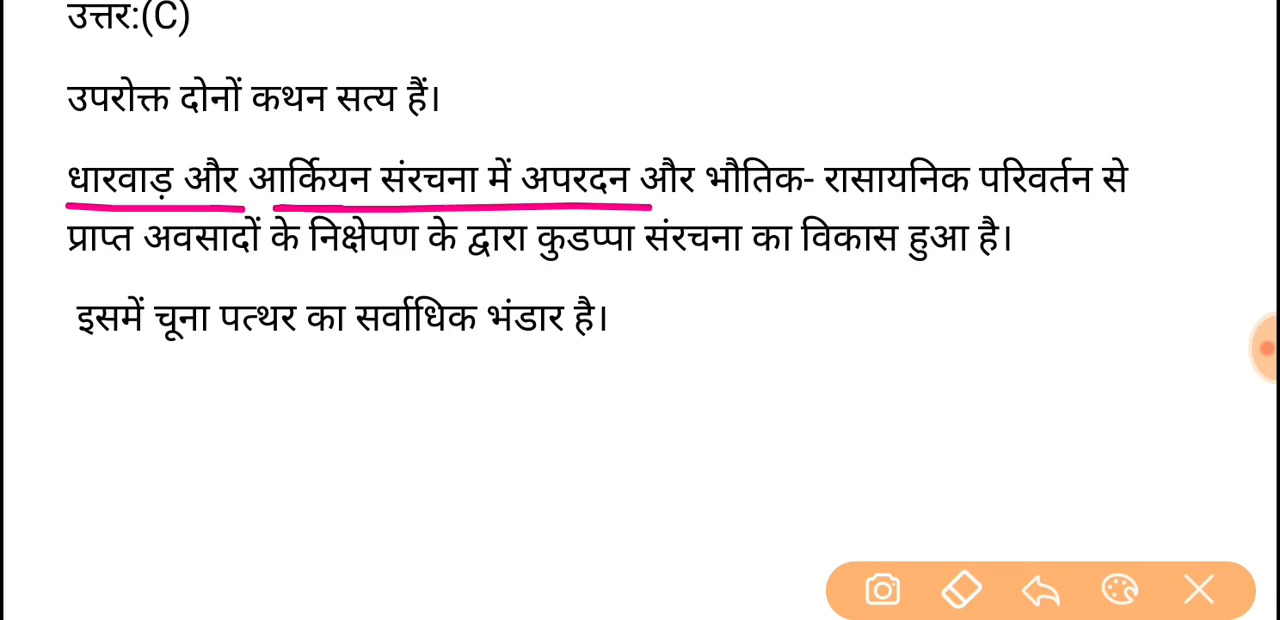 उत्तर:(C)
उपरोक्त दोनों कथन सत्य हैं।
धारवाड़ और आर्कियन संरचना में अपरदन और भौतिक- रासायनिक परिवर्तन से
प्राप्त अवसादों के निक्षेपण के द्वारा कुडप्पा संरचना का विकास हुआ है।
इसमें चूना पत्थर का सर्वाधिक भंडार है।